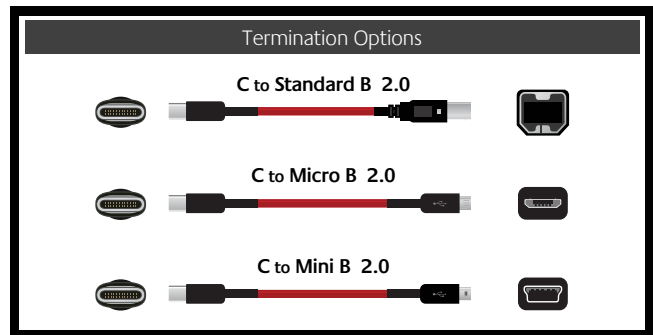 Termination Options
C to Standard B 2.0
C to Micro B 2.0
C to Mini B 2.0